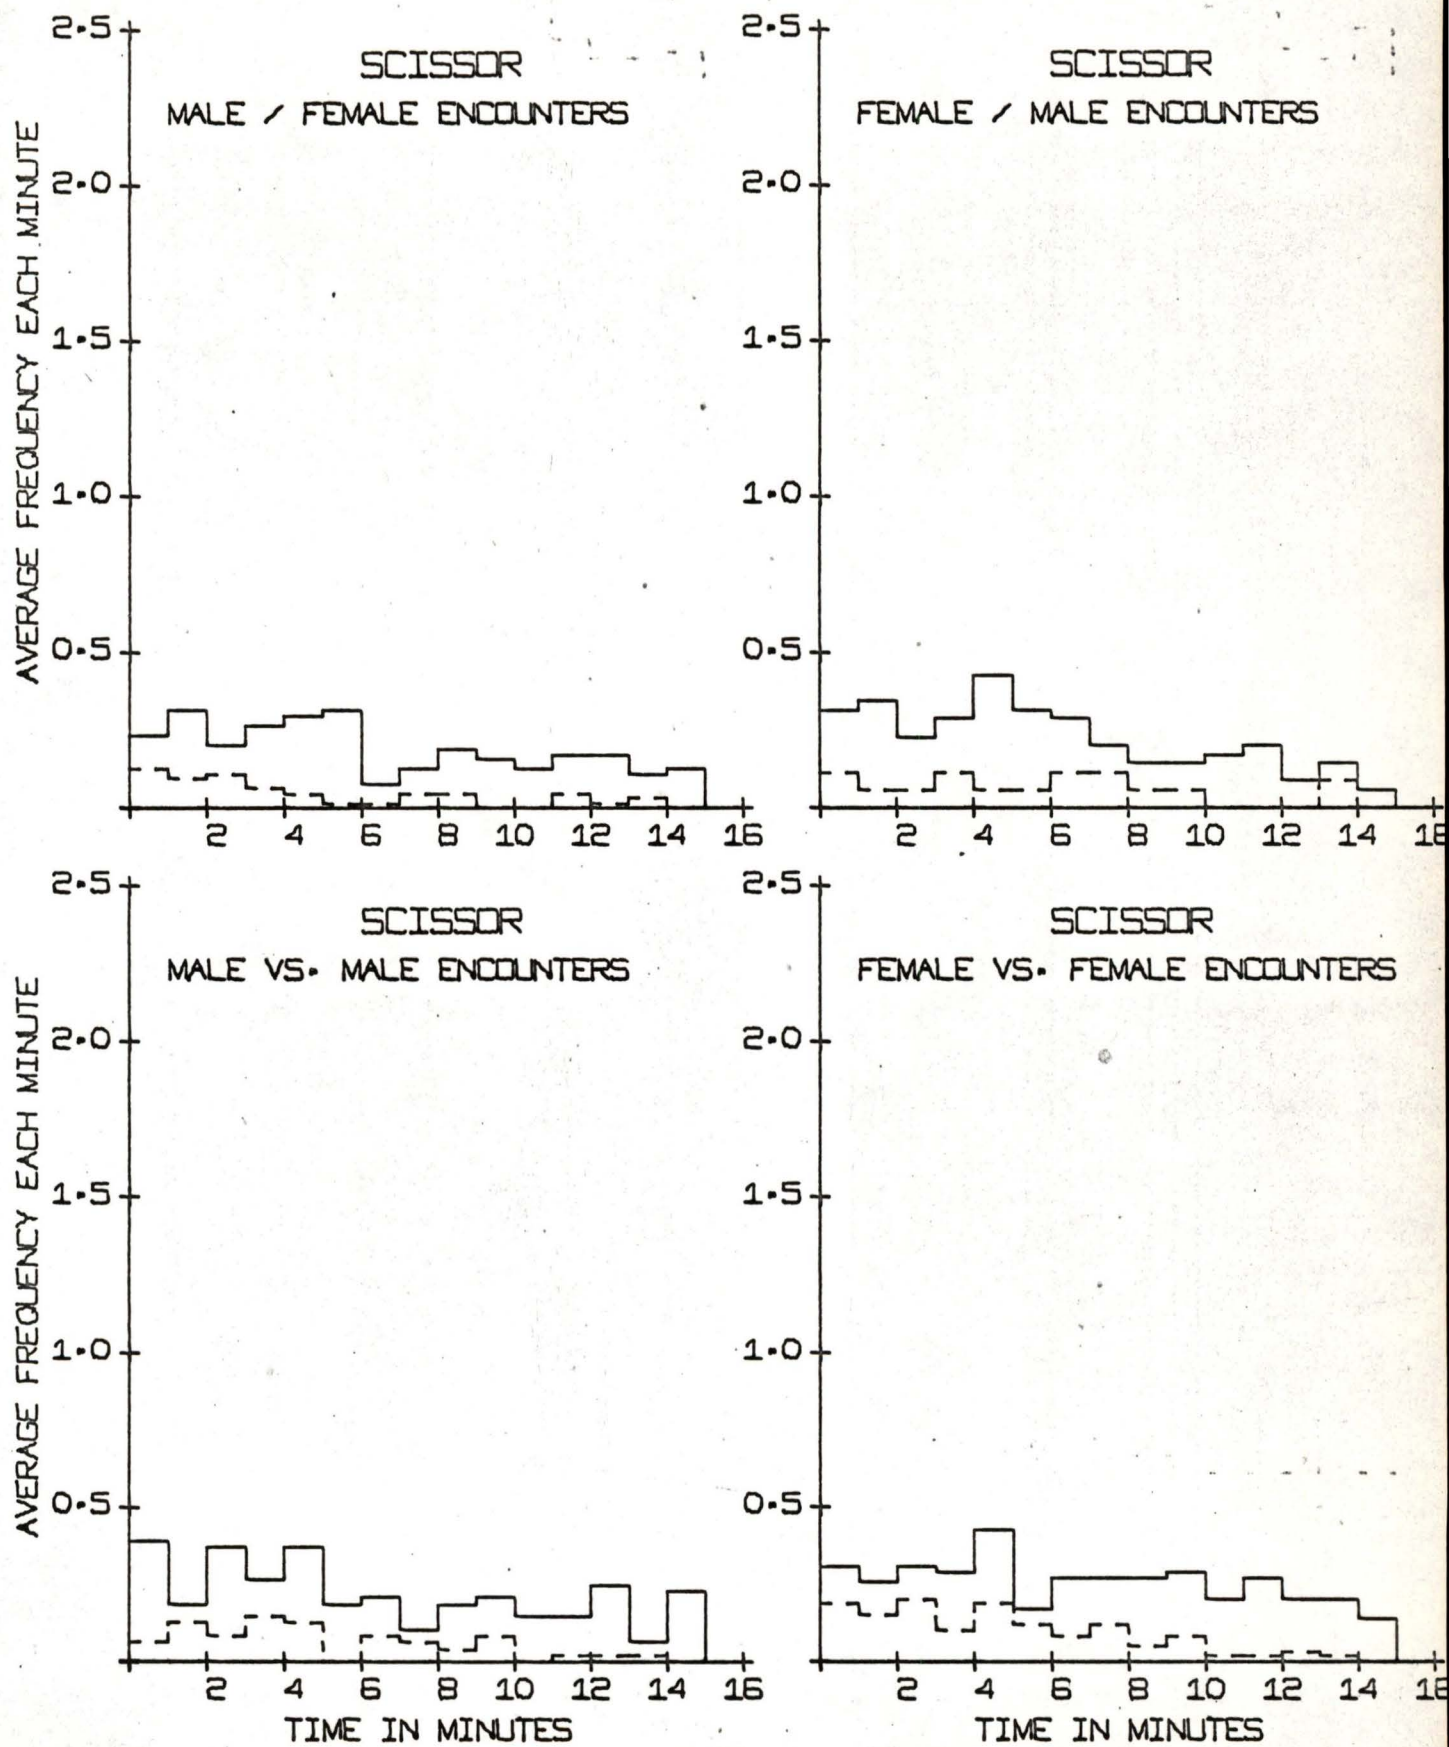 SCISSOR
MALE / FEMALE ENCOUNTERS
AVERAGE FREQUENCY EACH MINUTE
2.5
2.0
1.5
1.0
0.5
2 4 6 8 10 12 14 16
SCISSOR
FEMALE / MALE ENCOUNTERS
2.5
2.0
1.5
1.0
0.5
2 4 6 8 10 12 14 16
SCISSOR
MALE VS. MALE ENCOUNTERS
AVERAGE FREQUENCY EACH MINUTE
2.5
2.0
1.5
1.0
0.5
2 4 6 8 10 12 14 16
TIME IN MINUTES
SCISSOR
FEMALE VS. FEMALE ENCOUNTERS
2.5
2.0
1.5
1.0
0.5
2 4 6 8 10 12 14 16
TIME IN MINUTES